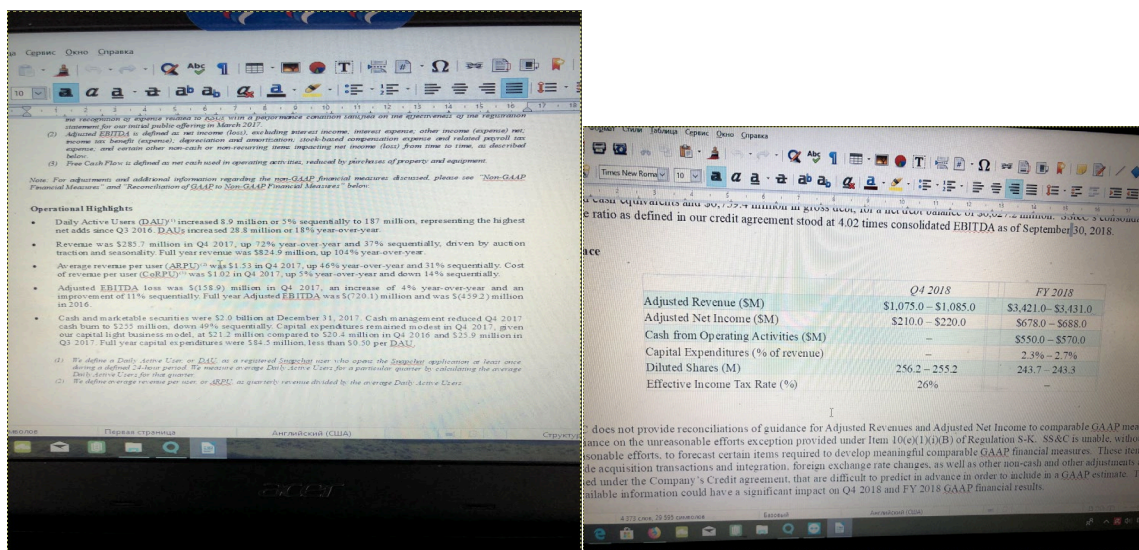 Сервис Окно Справка
10
the recognition of expense related to RSUs with a performance condition satisfied on the effectiveness of the registration
statement for our initial public offering in March 2017.
(2) Adjusted EBITDA is defined as net income (loss), excluding interest income; interest expense; other income (expense) net;
income tax benefit (expense); depreciation and amortization; stock-based compensation expense and related payroll tax
expense; and certain other non-cash or non-recurring items impacting net income (loss) from time to time, as described
below.
(3) Free Cash Flow is defined as net cash used in operating activities, reduced by purchases of property and equipment.
Note: For adjustments and additional information regarding the non-GAAP financial measures discussed, please see "Non-GAAP
Financial Measures" and "Reconciliation of GAAP to Non-GAAP Financial Measures" below.
Operational Highlights
• Daily Active Users (DAU)(1) increased 8.9 million or 5% sequentially to 187 million, representing the highest
net adds since Q3 2016. DAUs increased 28.8 million or 18% year-over-year.
• Revenue was $285.7 million in Q4 2017, up 72% year-over-year and 37% sequentially, driven by auction
traction and seasonality. Full year revenue was $824.9 million, up 104% year-over-year.
• Average revenue per user (ARPU)(2) was $1.53 in Q4 2017, up 46% year-over-year and 31% sequentially. Cost
of revenue per user (CoRPU) was $1.02 in Q4 2017, up 5% year-over-year and down 14% sequentially.
• Adjusted EBITDA loss was $(158.9) million in Q4 2017, an increase of 4% year-over-year and an
improvement of 11% sequentially. Full year Adjusted EBITDA was $(720.1) million and was $(459.2) million
in 2016.
• Cash and marketable securities were $2.0 billion at December 31, 2017. Cash management reduced Q4 2017
cash burn to $255 million, down 49% sequentially. Capital expenditures remained modest in Q4 2017, given
our capital light business model, at $21.2 million compared to $20.4 million in Q4 2016 and $25.9 million in
Q3 2017. Full year capital expenditures were $84.5 million, less than $0.50 per DAU.
(1) We define a Daily Active User, or DAU, as a registered Snapchat user who opens the Snapchat application at least once
during a defined 24-hour period. We measure average Daily Active Users for a particular quarter by calculating the average
Daily Active Users for that quarter.
(2) We define average revenue per user, or ARPU, as quarterly revenue divided by the average Daily Active Users.
Первая страница Английский (США)
acer
Стили Таблица Сервис Окно Справка
Times New Roma 10
e ratio as defined in our credit agreement stood at 4.02 times consolidated EBITDA as of September 30, 2018.
Q4 2018 FY 2018
Adjusted Revenue ($M) $1,075.0 – $1,085.0 $3,421.0 – $3,431.0
Adjusted Net Income ($M) $210.0 – $220.0 $678.0 – $688.0
Cash from Operating Activities ($M) – $550.0 – $570.0
Capital Expenditures (% of revenue) – 2.3% – 2.7%
Diluted Shares (M) 256.2 – 255.2 243.7 – 243.3
Effective Income Tax Rate (%) 26% –
does not provide reconciliations of guidance for Adjusted Revenues and Adjusted Net Income to comparable GAAP mea
iance on the unreasonable efforts exception provided under Item 10(e)(1)(i)(B) of Regulation S-K. SS&C is unable, witho
sonable efforts, to forecast certain items required to develop meaningful comparable GAAP financial measures. These item
de acquisition transactions and integration, foreign exchange rate changes, as well as other non-cash and other adjustments
ed under the Company's Credit agreement, that are difficult to predict in advance in order to include in a GAAP estimate.
ailable information could have a significant impact on Q4 2018 and FY 2018 GAAP financial results.
Базовый Английский (США)